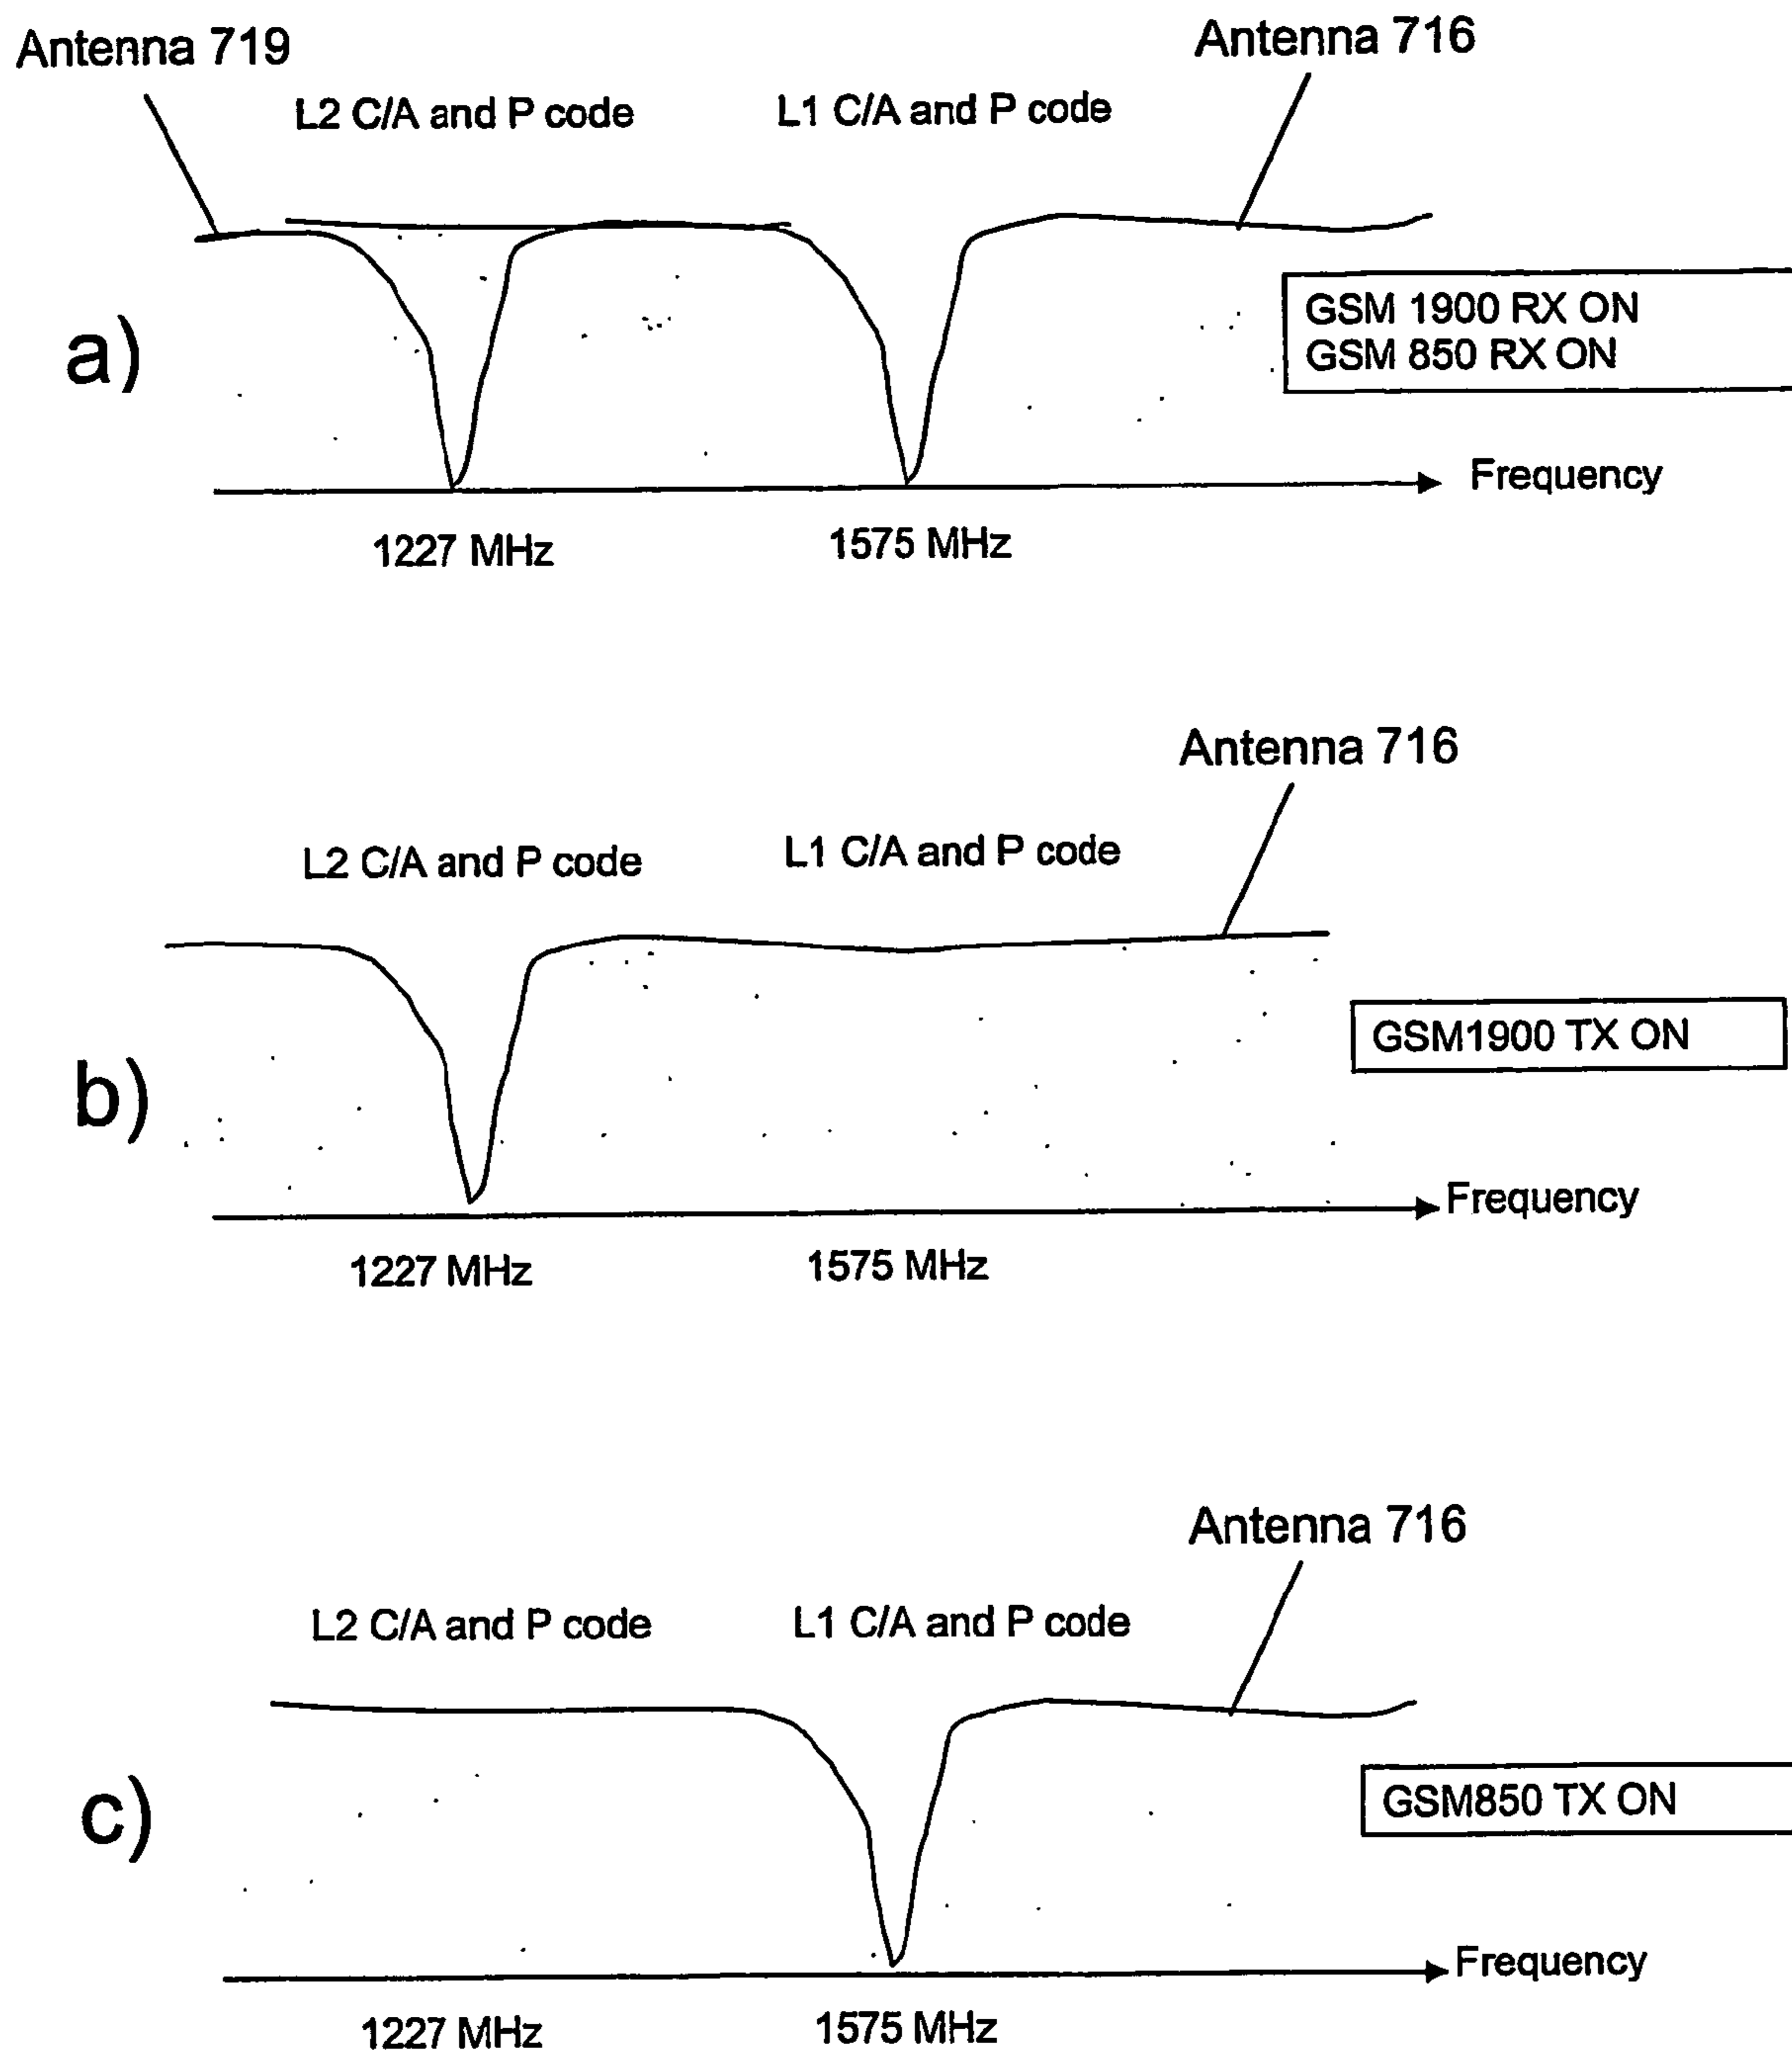 Antenna 719
Antenna 716
L2 C/A and P code
L1 C/A and P code
a)
GSM 1900 RX ON
GSM 850 RX ON
Frequency
1227 MHz
1575 MHz
Antenna 716
L2 C/A and P code
L1 C/A and P code
b)
GSM1900 TX ON
Frequency
1227 MHz
1575 MHz
Antenna 716
L2 C/A and P code
L1 C/A and P code
c)
GSM850 TX ON
Frequency
1227 MHz
1575 MHz